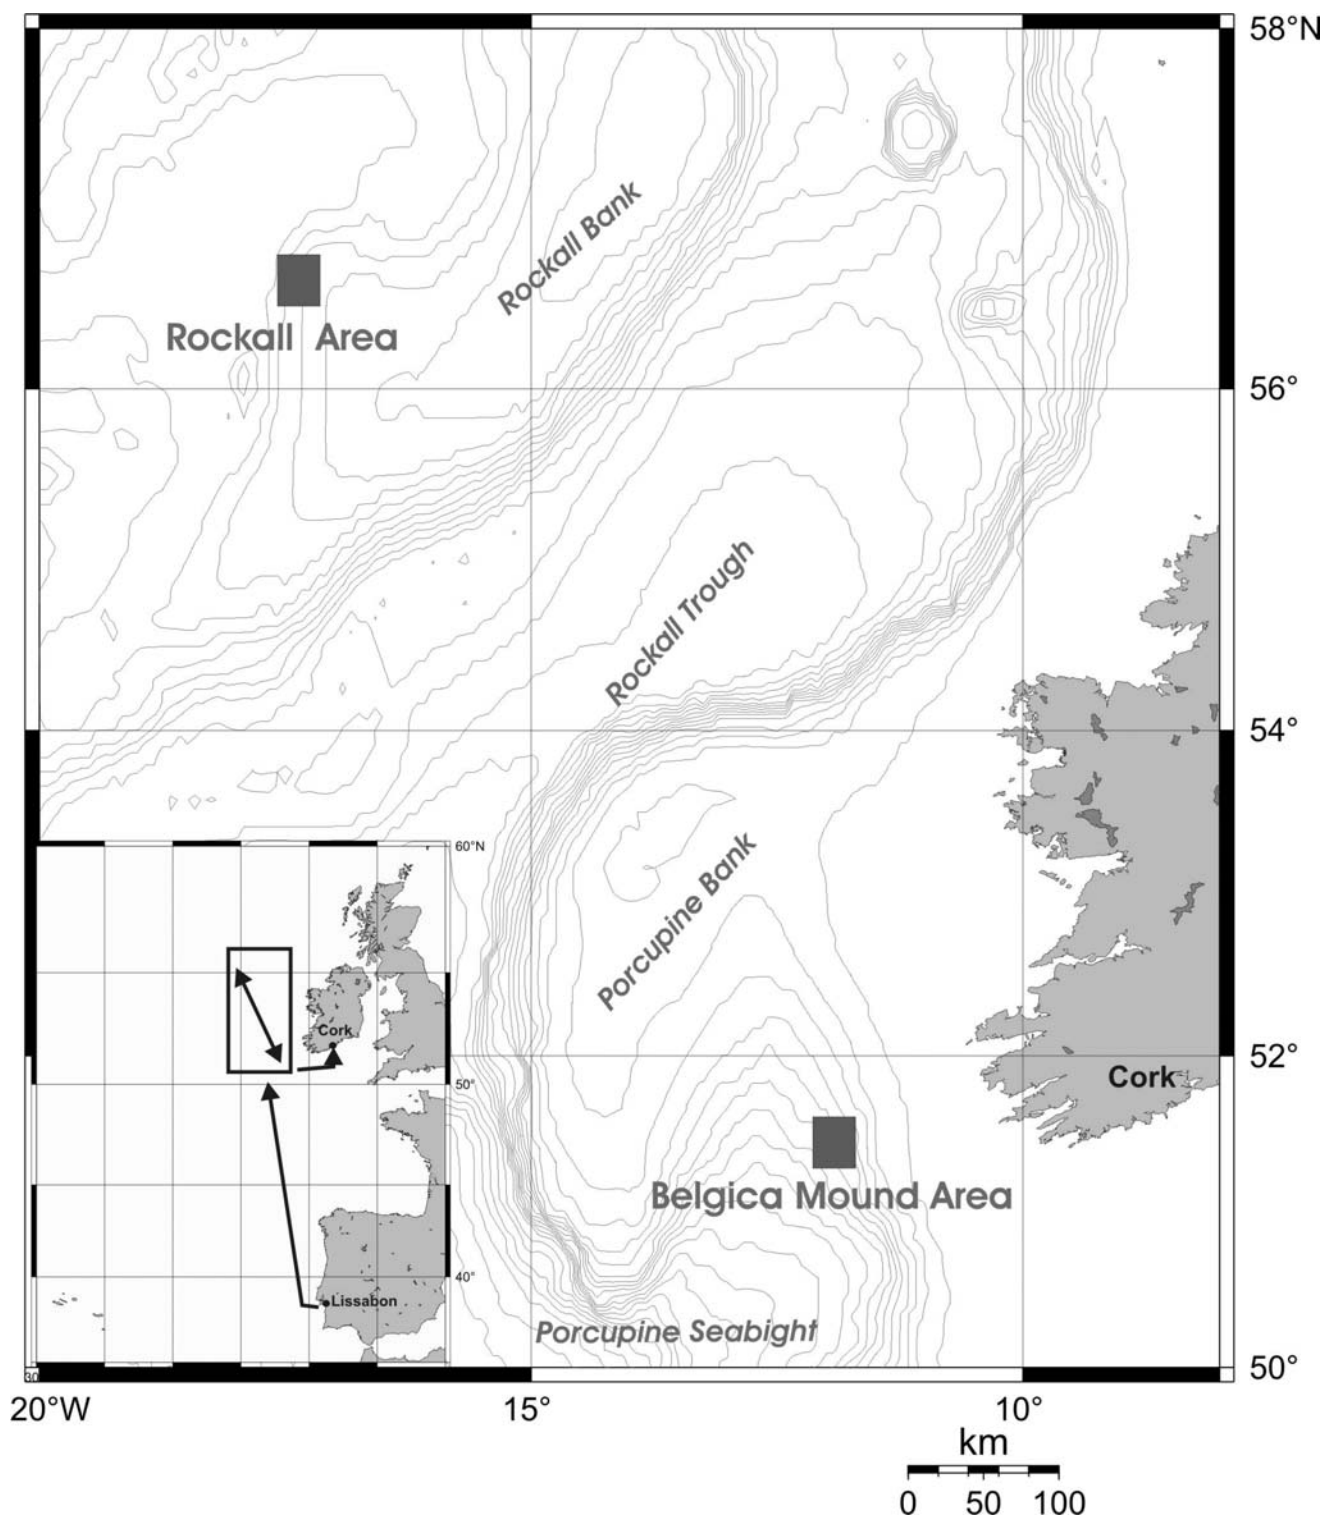 58°N
Rockall Bank
Rockall Area
56°
Rockall Trough
54°
Porcupine Bank
60°N
Cork
52°
Cork
50°
Belgica Mound Area
40°
Lissabon
Porcupine Seabight
50°
30
20°W
15°
10°
km
0
50
100